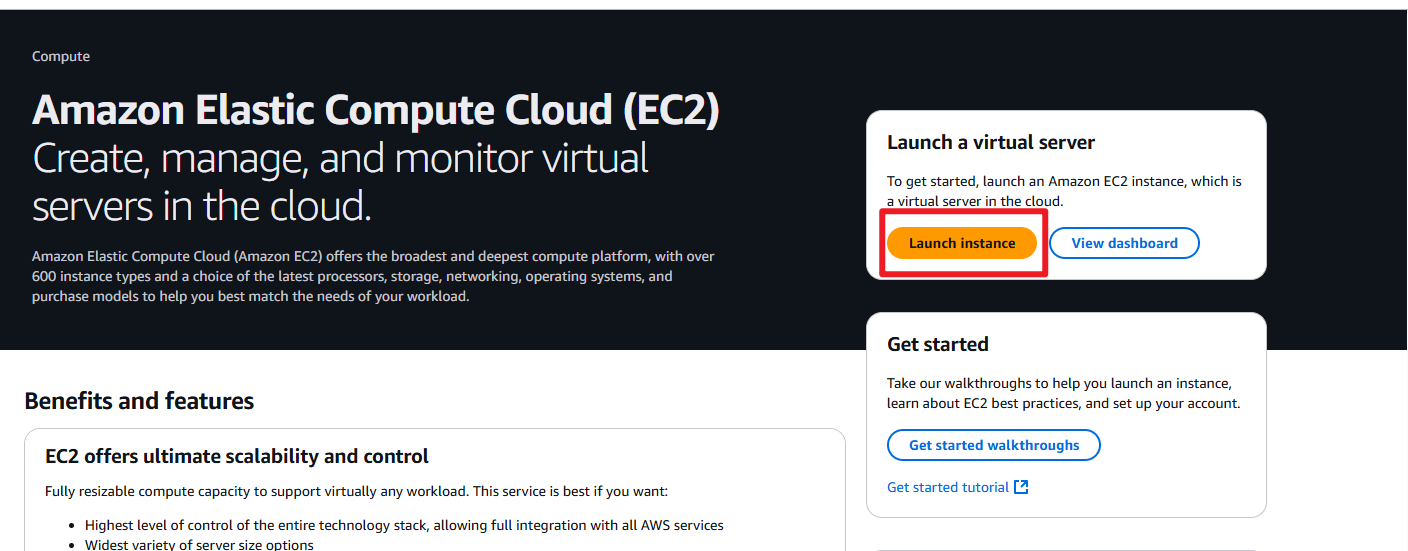 Compute
Amazon Elastic Compute Cloud (EC2)
Create, manage, and monitor virtual
servers in the cloud.
Amazon Elastic Compute Cloud (Amazon EC2) offers the broadest and deepest compute platform, with over
600 instance types and a choice of the latest processors, storage, networking, operating systems, and
purchase models to help you best match the needs of your workload.
Launch a virtual server
To get started, launch an Amazon EC2 instance, which is
a virtual server in the cloud.
Launch instance
View dashboard
Get started
Take our walkthroughs to help you launch an instance,
learn about EC2 best practices, and set up your account.
Get started walkthroughs
Get started tutorial
Benefits and features
EC2 offers ultimate scalability and control
Fully resizable compute capacity to support virtually any workload. This service is best if you want:
• Highest level of control of the entire technology stack, allowing full integration with all AWS services
• Widest variety of server size options